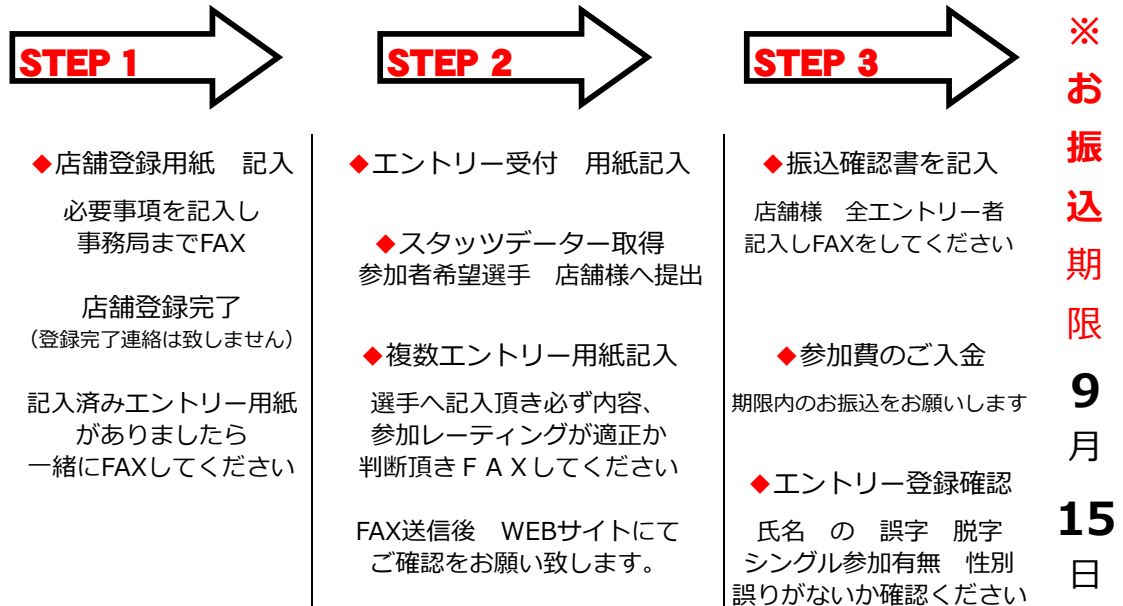 STEP 1
◆店舗登録用紙　記入
必要事項を記入し
事務局までFAX
店舗登録完了
（登録完了連絡は致しません）
記入済みエントリー用紙
がありましたら
一緒にFAXしてください
STEP 2
◆エントリー受付　用紙記入
◆スタッツデーター取得
参加者希望選手　店舗様へ提出
◆複数エントリー用紙記入
選手へ記入頂き必ず内容、
参加レーティングが適正か
判断頂きＦＡＸしてください
FAX送信後　WEBサイトにて
ご確認をお願い致します。
STEP 3
◆振込確認書を記入
店舗様　全エントリー者
記入しFAXをしてください
◆参加費のご入金
期限内のお振込をお願いします
◆エントリー登録確認
氏名　の　誤字　脱字
シングル参加有無　性別
誤りがないか確認ください
※お振込期限9月15日